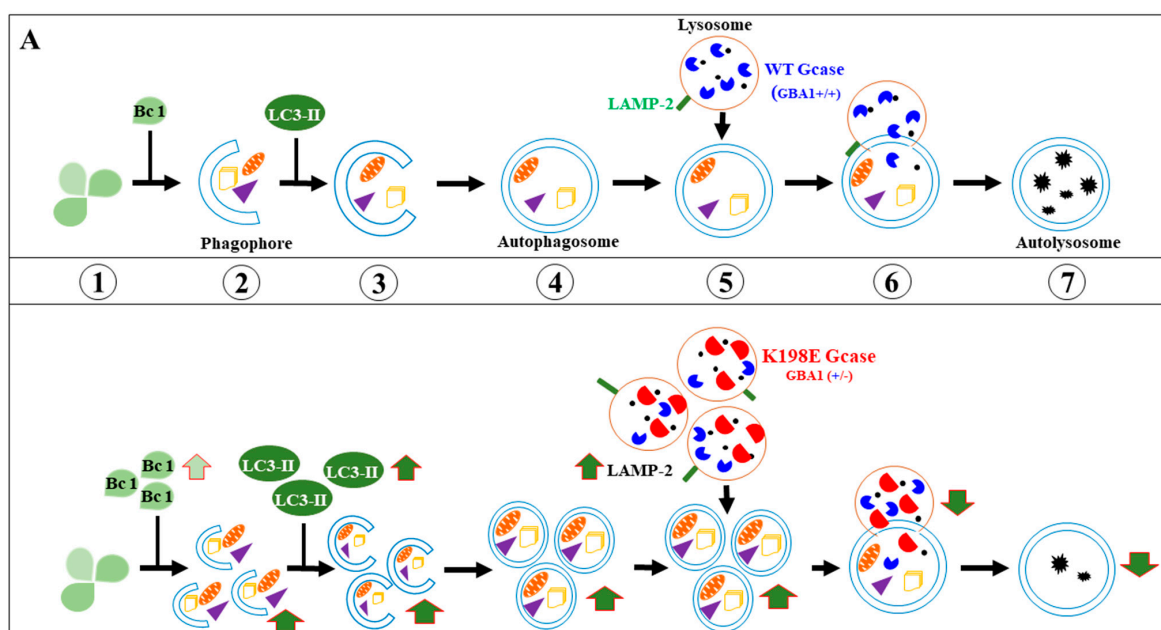 A
Lysosome
Bc 1
LC3-II
LAMP-2
WT Gcase
(GBA1+/+)
Phagophore
Autophagosome
Autolysosome
1
2
3
4
5
6
7
K198E Gcase
GBA1 (+/-)
Bc 1
Bc 1
Bc 1
LC3-II
LC3-II
LC3-II
LAMP-2